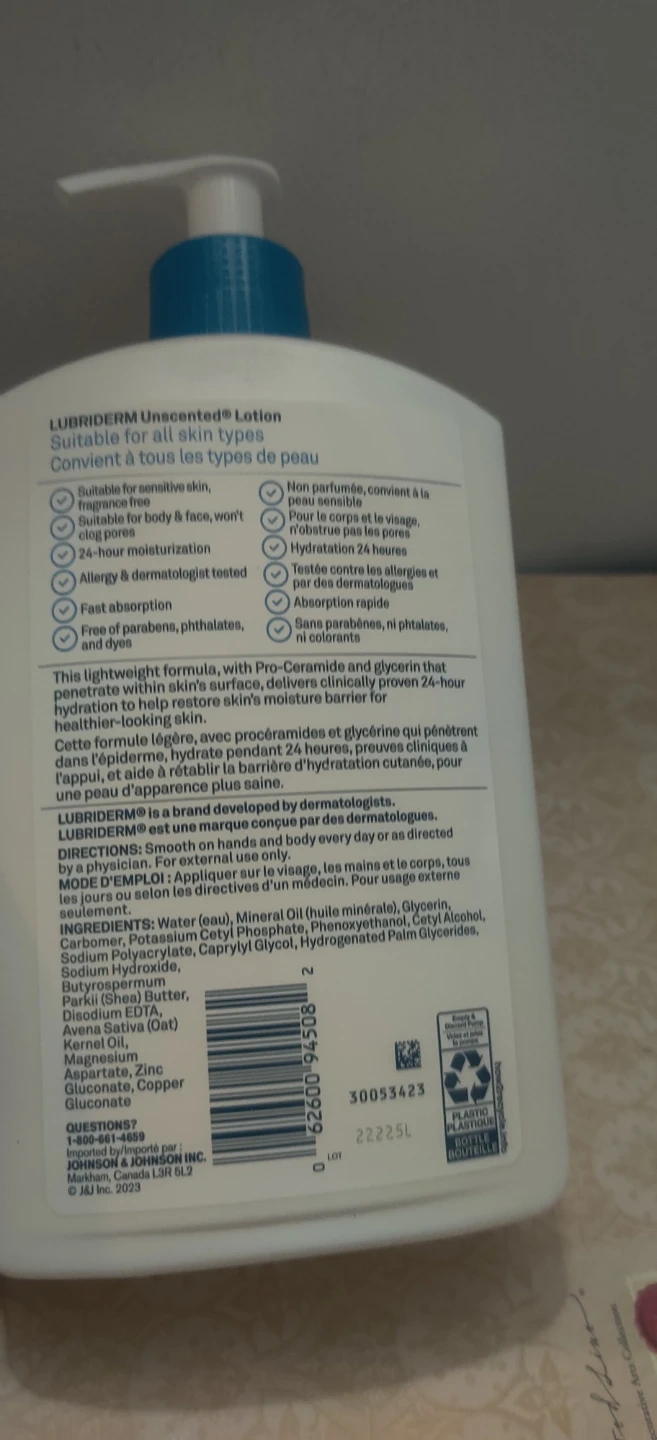 LUBRIDERM Unscented® Lotion
Suitable for all skin types
Convient à tous les types de peau
Suitable for sensitive skin,
fragrance free
Suitable for body & face, won't
clog pores
24-hour moisturization
Allergy & dermatologist tested
Fast absorption
Free of parabens, phthalates,
and dyes
Non parfumée, convient à la
peau sensible
Pour le corps et le visage,
n'obstrue pas les pores
Hydratation 24 heures
Testée contre les allergies et
par des dermatologues
Absorption rapide
Sans parabènes, ni phtalates,
ni colorants
This lightweight formula, with Pro-Ceramide and glycerin that
penetrate within skin's surface, delivers clinically proven 24-hour
hydration to help restore skin's moisture barrier for
healthier-looking skin.
Cette formule légère, avec procéramides et glycérine qui pénètrent
dans l'épiderme, hydrate pendant 24 heures, preuves cliniques à
l'appui, et aide à rétablir la barrière d'hydratation cutanée, pour
une peau d'apparence plus saine.
LUBRIDERM® is a brand developed by dermatologists.
LUBRIDERM® est une marque conçue par des dermatologues.
DIRECTIONS: Smooth on hands and body every day or as directed
by a physician. For external use only.
MODE D'EMPLOI : Appliquer sur le visage, les mains et le corps, tous
les jours ou selon les directives d'un médecin. Pour usage externe
seulement.
INGREDIENTS: Water (eau), Mineral Oil (huile minérale), Glycerin,
Carbomer, Potassium Cetyl Phosphate, Phenoxyethanol, Cetyl Alcohol,
Sodium Polyacrylate, Caprylyl Glycol, Hydrogenated Palm Glycerides,
Sodium Hydroxide,
Butyrospermum
Parkii (Shea) Butter,
Disodium EDTA,
Avena Sativa (Oat)
Kernel Oil,
Magnesium
Aspartate, Zinc
Gluconate, Copper
Gluconate
QUESTIONS?
1-800-661-4659
Imported by/Importé par :
JOHNSON & JOHNSON INC.
Markham, Canada L3R 5L2
© J&J Inc. 2023
0 62600 94508 2
30053423
LOT
22225L
Empty &
Discard Pump
Videz et jetez
la pompe
PLASTIC
PLASTIQUE
BOTTLE
BOUTEILLE
how2recycle.info